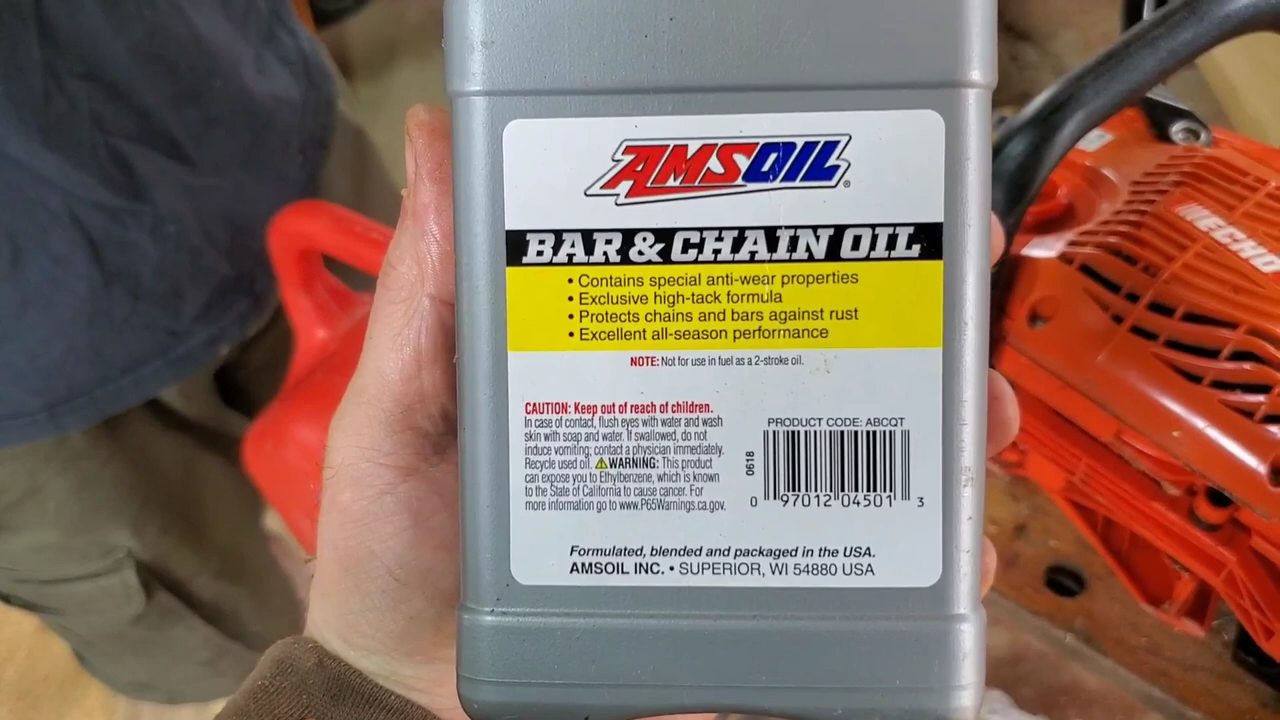 AMSOIL®
BAR & CHAIN OIL
• Contains special anti-wear properties
• Exclusive high-tack formula
• Protects chains and bars against rust
• Excellent all-season performance
NOTE: Not for use in fuel as a 2-stroke oil.
CAUTION: Keep out of reach of children.
In case of contact, flush eyes with water and wash
skin with soap and water. If swallowed, do not
induce vomiting; contact a physician immediately.
Recycle used oil. ⚠WARNING: This product
can expose you to Ethylbenzene, which is known
to the State of California to cause cancer. For
more information go to www.P65Warnings.ca.gov.
PRODUCT CODE: ABCQT
0618
0 97012 04501 3
Formulated, blended and packaged in the USA.
AMSOIL INC. • SUPERIOR, WI 54880 USA
ECHO